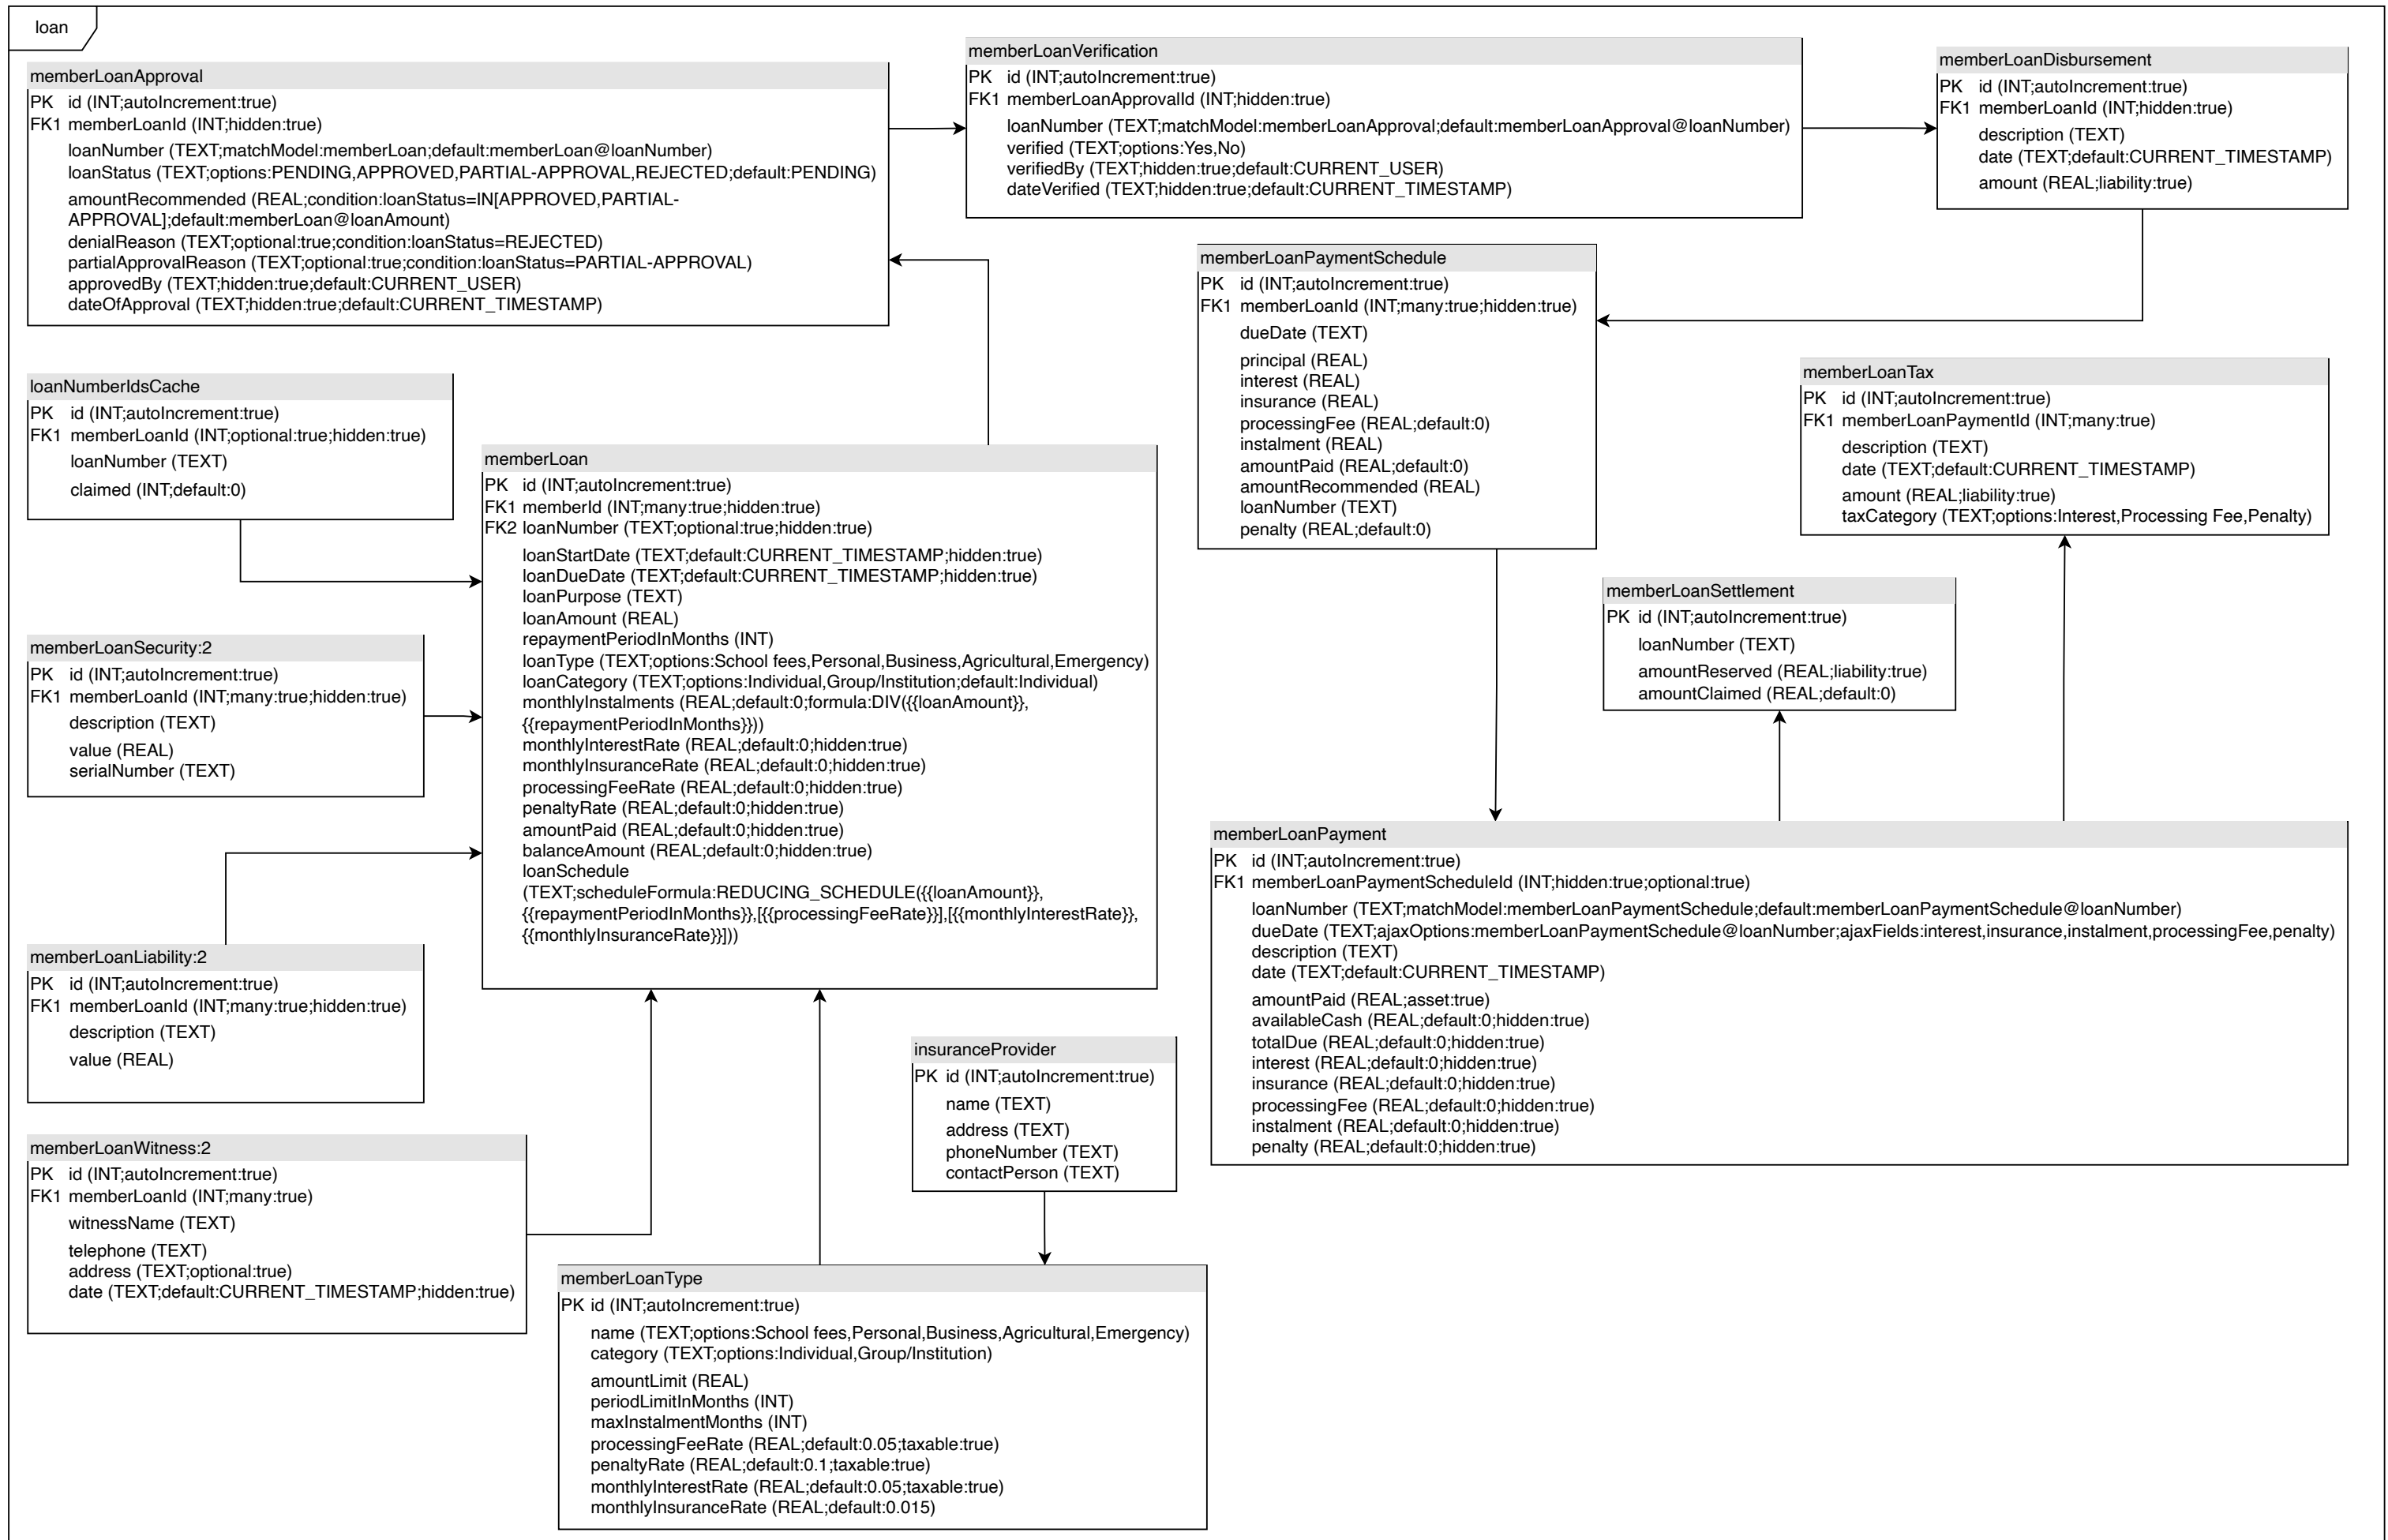 loan
memberLoanApproval
PK id (INT;autoIncrement:true)
FK1 memberLoanId (INT;hidden:true)
loanNumber (TEXT;matchModel:memberLoan;default:memberLoan@loanNumber)
loanStatus (TEXT;options:PENDING,APPROVED,PARTIAL-APPROVAL,REJECTED;default:PENDING)
amountRecommended (REAL;condition:loanStatus=IN[APPROVED,PARTIAL-
APPROVAL];default:memberLoan@loanAmount)
denialReason (TEXT;optional:true;condition:loanStatus=REJECTED)
partialApprovalReason (TEXT;optional:true;condition:loanStatus=PARTIAL-APPROVAL)
approvedBy (TEXT;hidden:true;default:CURRENT_USER)
dateOfApproval (TEXT;hidden:true;default:CURRENT_TIMESTAMP)
memberLoanVerification
PK id (INT;autoIncrement:true)
FK1 memberLoanApprovalId (INT;hidden:true)
loanNumber (TEXT;matchModel:memberLoanApproval;default:memberLoanApproval@loanNumber)
verified (TEXT;options:Yes,No)
verifiedBy (TEXT;hidden:true;default:CURRENT_USER)
dateVerified (TEXT;hidden:true;default:CURRENT_TIMESTAMP)
memberLoanDisbursement
PK id (INT;autoIncrement:true)
FK1 memberLoanId (INT;hidden:true)
description (TEXT)
date (TEXT;default:CURRENT_TIMESTAMP)
amount (REAL;liability:true)
memberLoanPaymentSchedule
PK id (INT;autoIncrement:true)
FK1 memberLoanId (INT;many:true;hidden:true)
dueDate (TEXT)
principal (REAL)
interest (REAL)
insurance (REAL)
processingFee (REAL;default:0)
instalment (REAL)
amountPaid (REAL;default:0)
amountRecommended (REAL)
loanNumber (TEXT)
penalty (REAL;default:0)
memberLoanTax
PK id (INT;autoIncrement:true)
FK1 memberLoanPaymentId (INT;many:true)
description (TEXT)
date (TEXT;default:CURRENT_TIMESTAMP)
amount (REAL;liability:true)
taxCategory (TEXT;options:Interest,Processing Fee,Penalty)
loanNumberIdsCache
PK id (INT;autoIncrement:true)
FK1 memberLoanId (INT;optional:true;hidden:true)
loanNumber (TEXT)
claimed (INT;default:0)
memberLoan
PK id (INT;autoIncrement:true)
FK1 memberId (INT;many:true;hidden:true)
FK2 loanNumber (TEXT;optional:true;hidden:true)
loanStartDate (TEXT;default:CURRENT_TIMESTAMP;hidden:true)
loanDueDate (TEXT;default:CURRENT_TIMESTAMP;hidden:true)
loanPurpose (TEXT)
loanAmount (REAL)
repaymentPeriodInMonths (INT)
loanType (TEXT;options:School fees,Personal,Business,Agricultural,Emergency)
loanCategory (TEXT;options:Individual,Group/Institution;default:Individual)
monthlyInstalments (REAL;default:0;formula:DIV({{loanAmount}},
{{repaymentPeriodInMonths}}))
monthlyInterestRate (REAL;default:0;hidden:true)
monthlyInsuranceRate (REAL;default:0;hidden:true)
processingFeeRate (REAL;default:0;hidden:true)
penaltyRate (REAL;default:0;hidden:true)
amountPaid (REAL;default:0;hidden:true)
balanceAmount (REAL;default:0;hidden:true)
loanSchedule
(TEXT;scheduleFormula:REDUCING_SCHEDULE({{loanAmount}},
{{repaymentPeriodInMonths}},[{{processingFeeRate}}],[{{monthlyInterestRate}},
{{monthlyInsuranceRate}}]))
memberLoanSettlement
PK id (INT;autoIncrement:true)
loanNumber (TEXT)
amountReserved (REAL;liability:true)
amountClaimed (REAL;default:0)
memberLoanSecurity:2
PK id (INT;autoIncrement:true)
FK1 memberLoanId (INT;many:true;hidden:true)
description (TEXT)
value (REAL)
serialNumber (TEXT)
memberLoanPayment
PK id (INT;autoIncrement:true)
FK1 memberLoanPaymentScheduleId (INT;hidden:true;optional:true)
loanNumber (TEXT;matchModel:memberLoanPaymentSchedule;default:memberLoanPaymentSchedule@loanNumber)
dueDate (TEXT;ajaxOptions:memberLoanPaymentSchedule@loanNumber;ajaxFields:interest,insurance,instalment,processingFee,penalty)
description (TEXT)
date (TEXT;default:CURRENT_TIMESTAMP)
amountPaid (REAL;asset:true)
availableCash (REAL;default:0;hidden:true)
totalDue (REAL;default:0;hidden:true)
interest (REAL;default:0;hidden:true)
insurance (REAL;default:0;hidden:true)
processingFee (REAL;default:0;hidden:true)
instalment (REAL;default:0;hidden:true)
penalty (REAL;default:0;hidden:true)
memberLoanLiability:2
PK id (INT;autoIncrement:true)
FK1 memberLoanId (INT;many:true;hidden:true)
description (TEXT)
value (REAL)
insuranceProvider
PK id (INT;autoIncrement:true)
name (TEXT)
address (TEXT)
phoneNumber (TEXT)
contactPerson (TEXT)
memberLoanWitness:2
PK id (INT;autoIncrement:true)
FK1 memberLoanId (INT;many:true)
witnessName (TEXT)
telephone (TEXT)
address (TEXT;optional:true)
date (TEXT;default:CURRENT_TIMESTAMP;hidden:true)
memberLoanType
PK id (INT;autoIncrement:true)
name (TEXT;options:School fees,Personal,Business,Agricultural,Emergency)
category (TEXT;options:Individual,Group/Institution)
amountLimit (REAL)
periodLimitInMonths (INT)
maxInstalmentMonths (INT)
processingFeeRate (REAL;default:0.05;taxable:true)
penaltyRate (REAL;default:0.1;taxable:true)
monthlyInterestRate (REAL;default:0.05;taxable:true)
monthlyInsuranceRate (REAL;default:0.015)